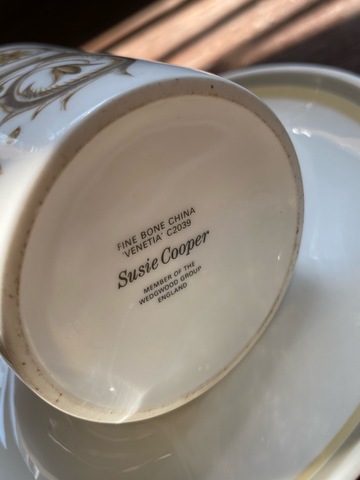 FINE BONE CHINA
'VENETIA' C2039
Susie Cooper
MEMBER OF THE
WEDGWOOD GROUP
ENGLAND